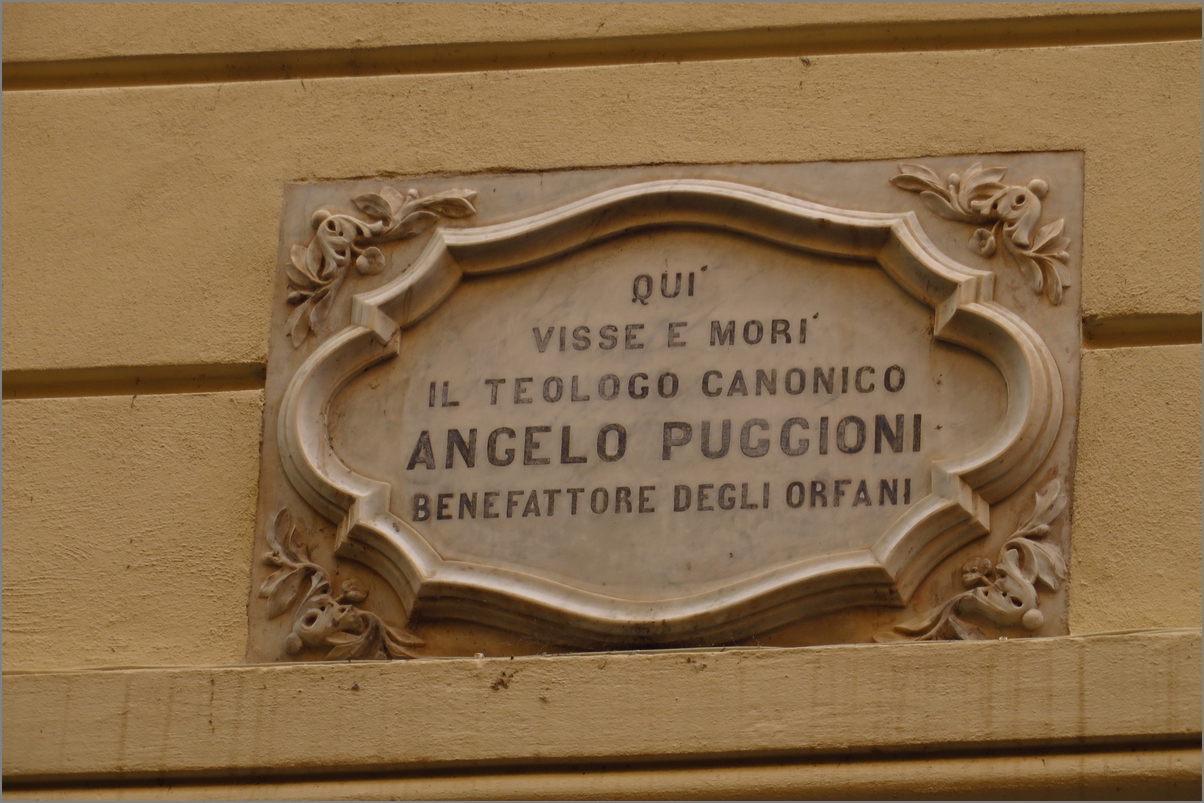 QUI'
VISSE E MORI'
IL TEOLOGO CANONICO
ANGELO PUGGIONI
BENEFATTORE DEGLI ORFANI